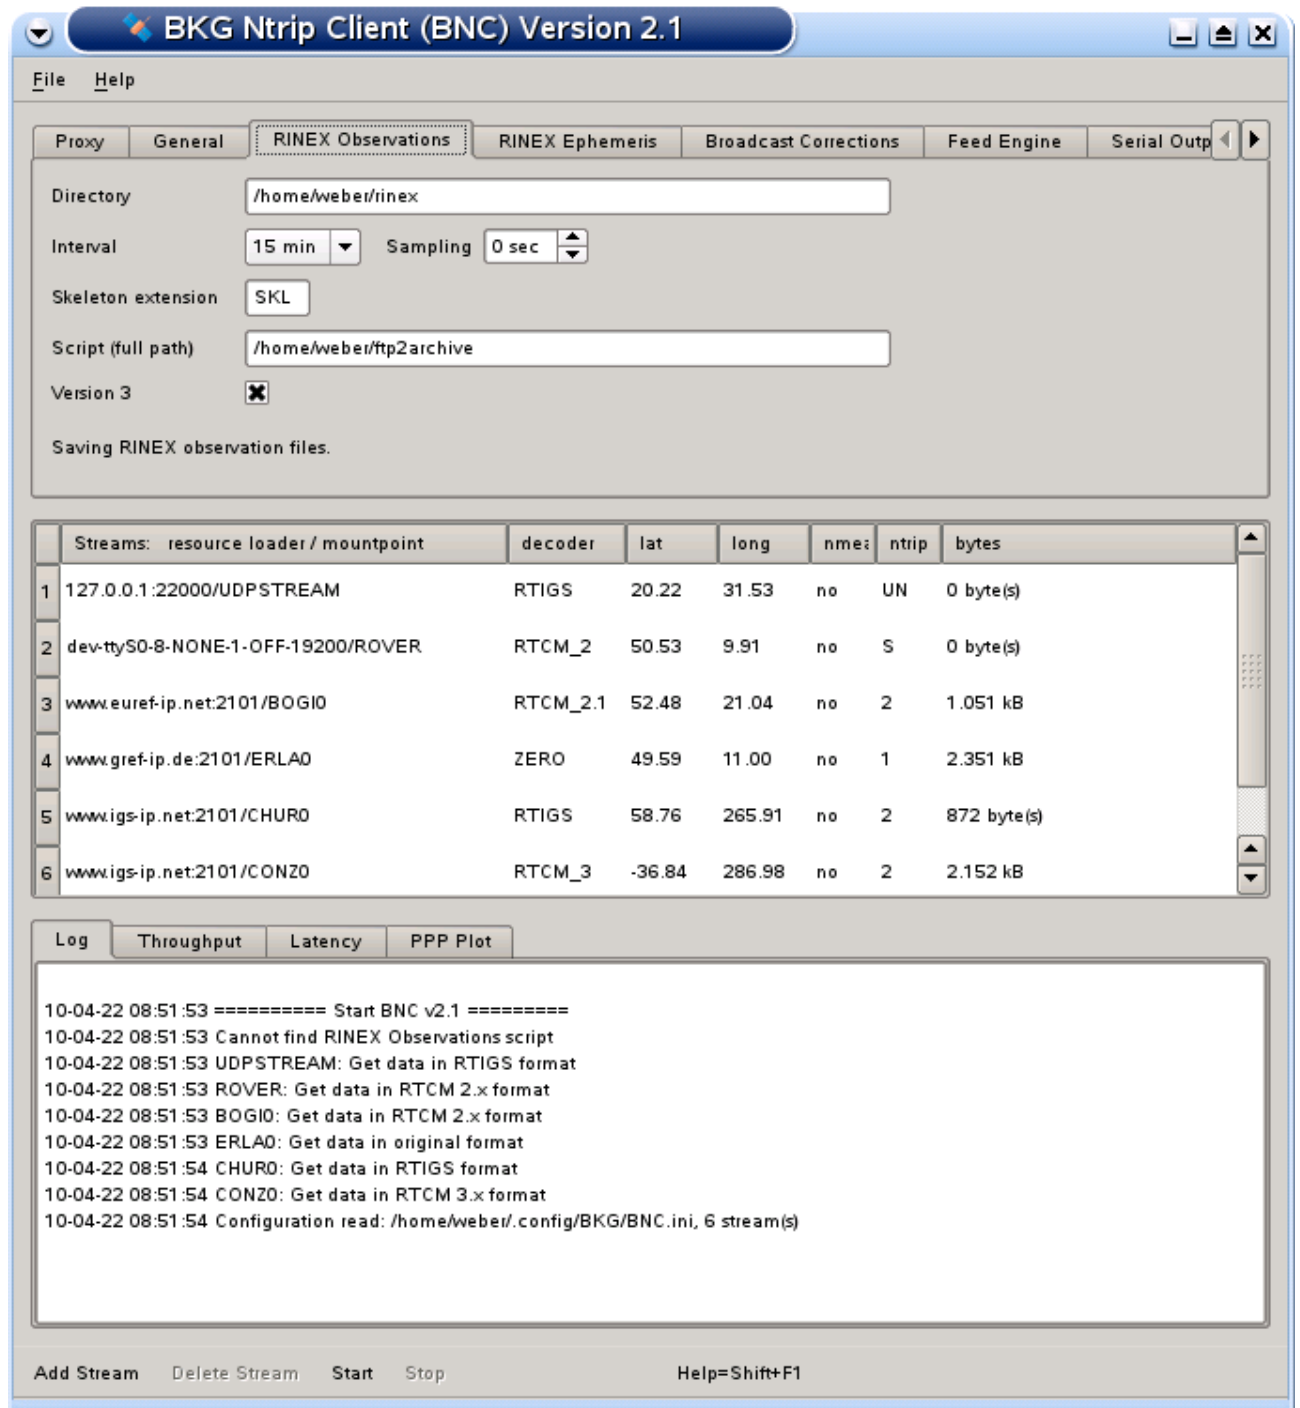 BKG Ntrip Client (BNC) Version 2.1
File Help
Proxy General RINEX Observations RINEX Ephemeris Broadcast Corrections Feed Engine Serial Outp
Directory /home/weber/rinex
Interval 15 min Sampling 0 sec
Skeleton extension SKL
Script (full path) /home/weber/ftp2archive
Version 3
Saving RINEX observation files.
Streams: resource loader / mountpoint decoder lat long nmea ntrip bytes
1 127.0.0.1:22000/UDPSTREAM RTIGS 20.22 31.53 no UN 0 byte(s)
2 dev-ttyS0-8-NONE-1-OFF-19200/ROVER RTCM_2 50.53 9.91 no S 0 byte(s)
3 www.euref-ip.net:2101/BOGI0 RTCM_2.1 52.48 21.04 no 2 1.051 kB
4 www.gref-ip.de:2101/ERLA0 ZERO 49.59 11.00 no 1 2.351 kB
5 www.igs-ip.net:2101/CHUR0 RTIGS 58.76 265.91 no 2 872 byte(s)
6 www.igs-ip.net:2101/CONZ0 RTCM_3 -36.84 286.98 no 2 2.152 kB
Log Throughput Latency PPP Plot
10-04-22 08:51:53 ========== Start BNC v2.1 =========
10-04-22 08:51:53 Cannot find RINEX Observations script
10-04-22 08:51:53 UDPSTREAM: Get data in RTIGS format
10-04-22 08:51:53 ROVER: Get data in RTCM 2.x format
10-04-22 08:51:53 BOGI0: Get data in RTCM 2.x format
10-04-22 08:51:53 ERLA0: Get data in original format
10-04-22 08:51:54 CHUR0: Get data in RTIGS format
10-04-22 08:51:54 CONZ0: Get data in RTCM 3.x format
10-04-22 08:51:54 Configuration read: /home/weber/.config/BKG/BNC.ini, 6 stream(s)
Add Stream Delete Stream Start Stop Help=Shift+F1